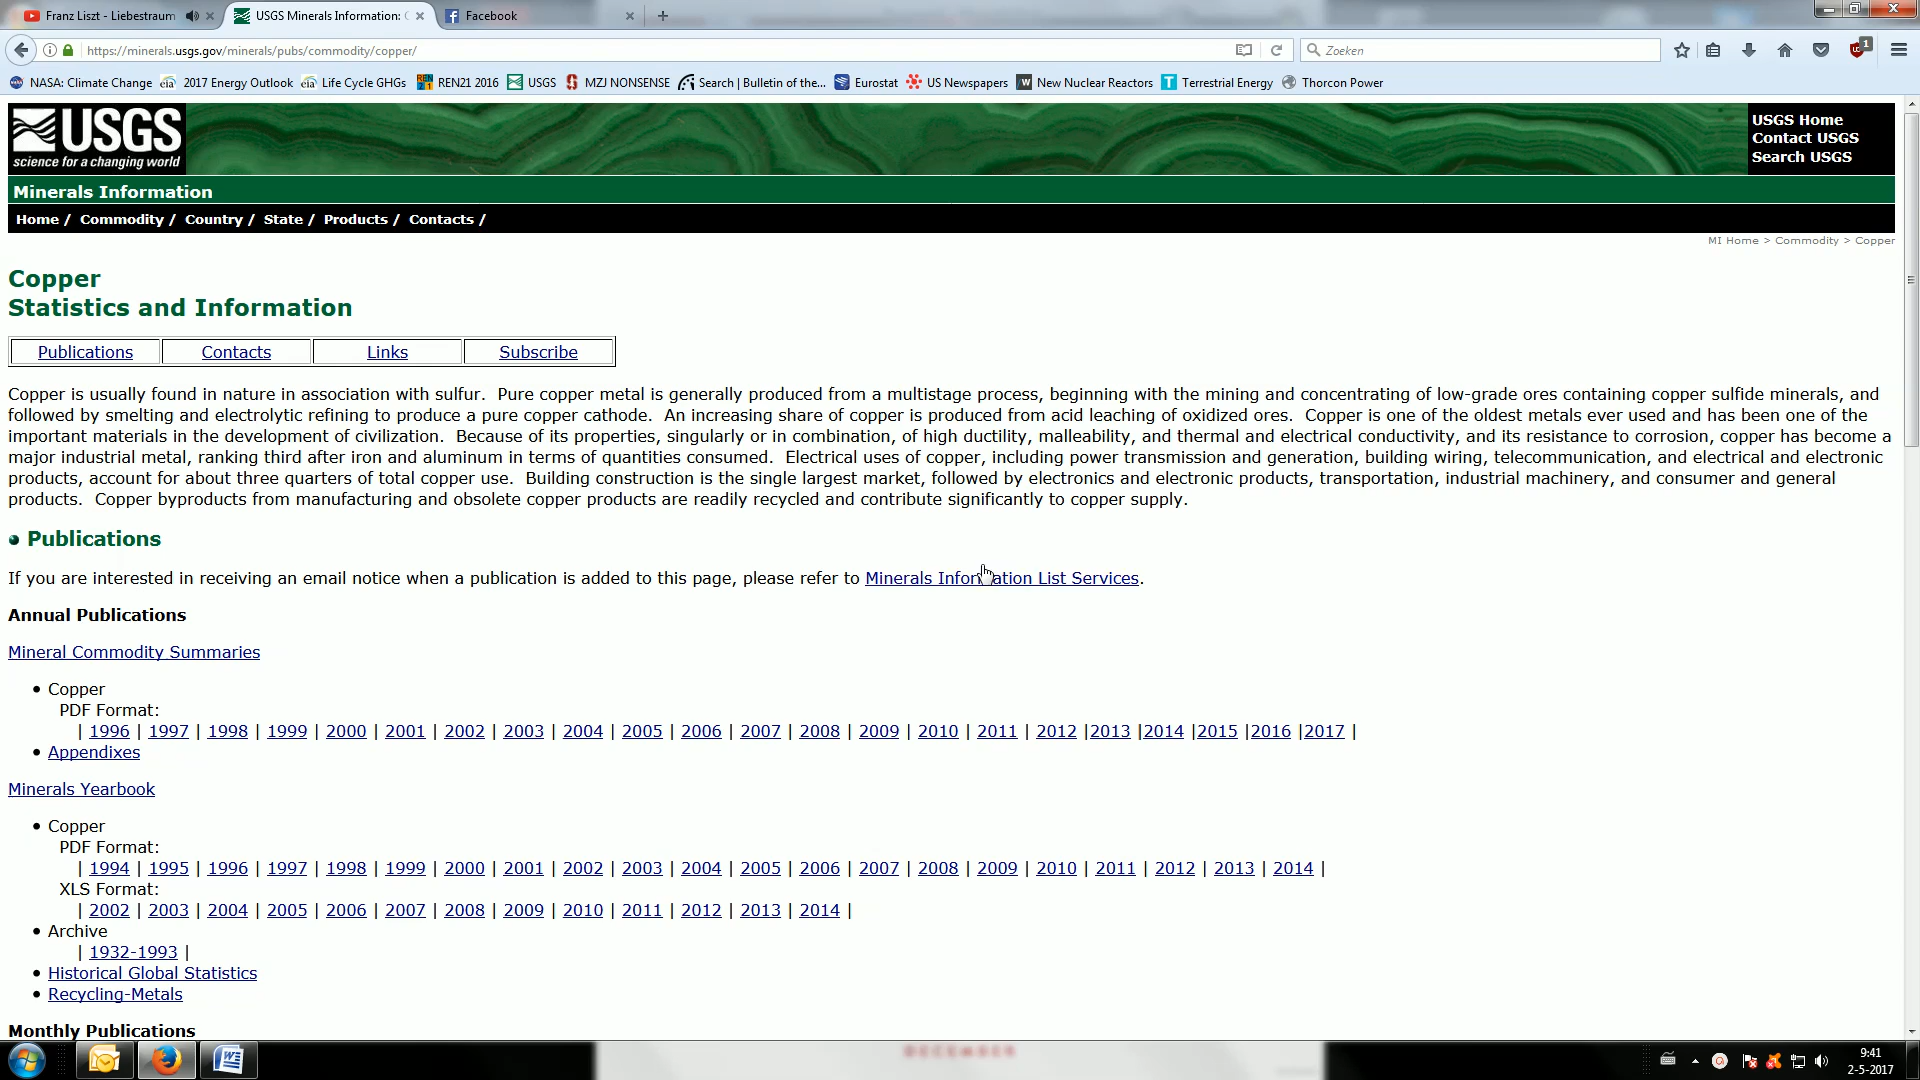 Franz Liszt - Liebestraum
USGS Minerals Information: C
Facebook
https://minerals.usgs.gov/minerals/pubs/commodity/copper/
Zoeken
1
NASA: Climate Change
2017 Energy Outlook
Life Cycle GHGs
REN21 2016
USGS
MZJ NONSENSE
Search | Bulletin of the...
Eurostat
US Newspapers
New Nuclear Reactors
Terrestrial Energy
Thorcon Power
USGS
science for a changing world
USGS Home
Contact USGS
Search USGS
Minerals Information
Home / Commodity / Country / State / Products / Contacts /
MI Home > Commodity > Copper
Copper
Statistics and Information
Publications Contacts Links Subscribe
Copper is usually found in nature in association with sulfur. Pure copper metal is generally produced from a multistage process, beginning with the mining and concentrating of low-grade ores containing copper sulfide minerals, and
followed by smelting and electrolytic refining to produce a pure copper cathode. An increasing share of copper is produced from acid leaching of oxidized ores. Copper is one of the oldest metals ever used and has been one of the
important materials in the development of civilization. Because of its properties, singularly or in combination, of high ductility, malleability, and thermal and electrical conductivity, and its resistance to corrosion, copper has become a
major industrial metal, ranking third after iron and aluminum in terms of quantities consumed. Electrical uses of copper, including power transmission and generation, building wiring, telecommunication, and electrical and electronic
products, account for about three quarters of total copper use. Building construction is the single largest market, followed by electronics and electronic products, transportation, industrial machinery, and consumer and general
products. Copper byproducts from manufacturing and obsolete copper products are readily recycled and contribute significantly to copper supply.
Publications
If you are interested in receiving an email notice when a publication is added to this page, please refer to Minerals Information List Services.
Annual Publications
Mineral Commodity Summaries
• Copper
PDF Format:
| 1996 | 1997 | 1998 | 1999 | 2000 | 2001 | 2002 | 2003 | 2004 | 2005 | 2006 | 2007 | 2008 | 2009 | 2010 | 2011 | 2012 |2013 |2014 |2015 |2016 |2017 |
• Appendixes
Minerals Yearbook
• Copper
PDF Format:
| 1994 | 1995 | 1996 | 1997 | 1998 | 1999 | 2000 | 2001 | 2002 | 2003 | 2004 | 2005 | 2006 | 2007 | 2008 | 2009 | 2010 | 2011 | 2012 | 2013 | 2014 |
XLS Format:
| 2002 | 2003 | 2004 | 2005 | 2006 | 2007 | 2008 | 2009 | 2010 | 2011 | 2012 | 2013 | 2014 |
• Archive
| 1932-1993 |
• Historical Global Statistics
• Recycling-Metals
Monthly Publications
DECEMBER
9:41
2-5-2017